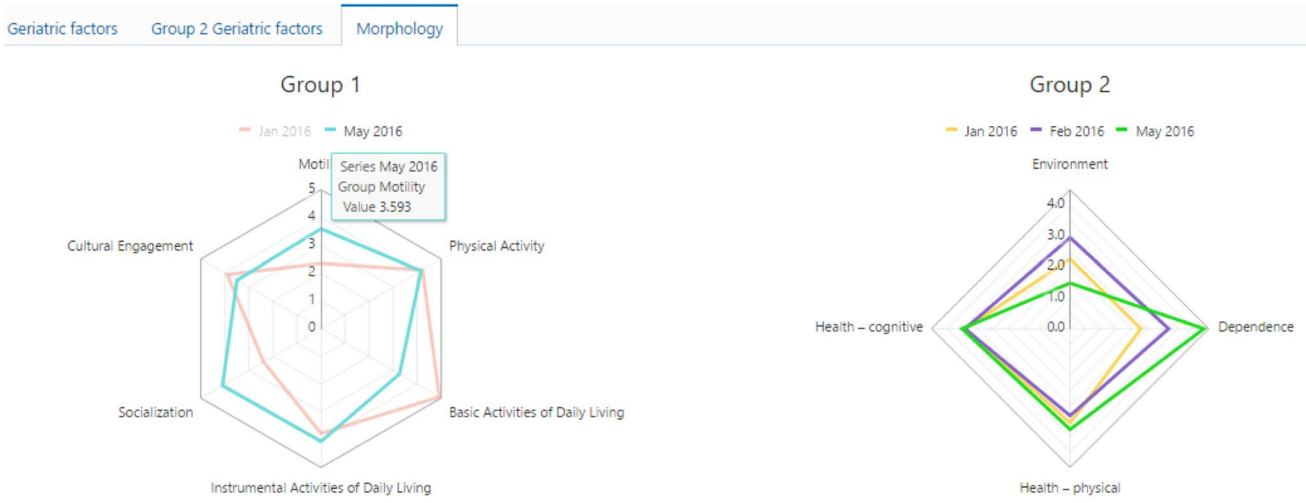 Geriatric factors
Group 2 Geriatric factors
Morphology
Group 1
Jan 2016
May 2016
Motil
Series May 2016
Group Motility
Value 3.593
5
4
3
2
1
0
Cultural Engagement
Physical Activity
Socialization
Basic Activities of Daily Living
Instrumental Activities of Daily Living
Group 2
Jan 2016
Feb 2016
May 2016
Environment
4.0
3.0
2.0
1.0
0.0
Health – cognitive
Dependence
Health – physical